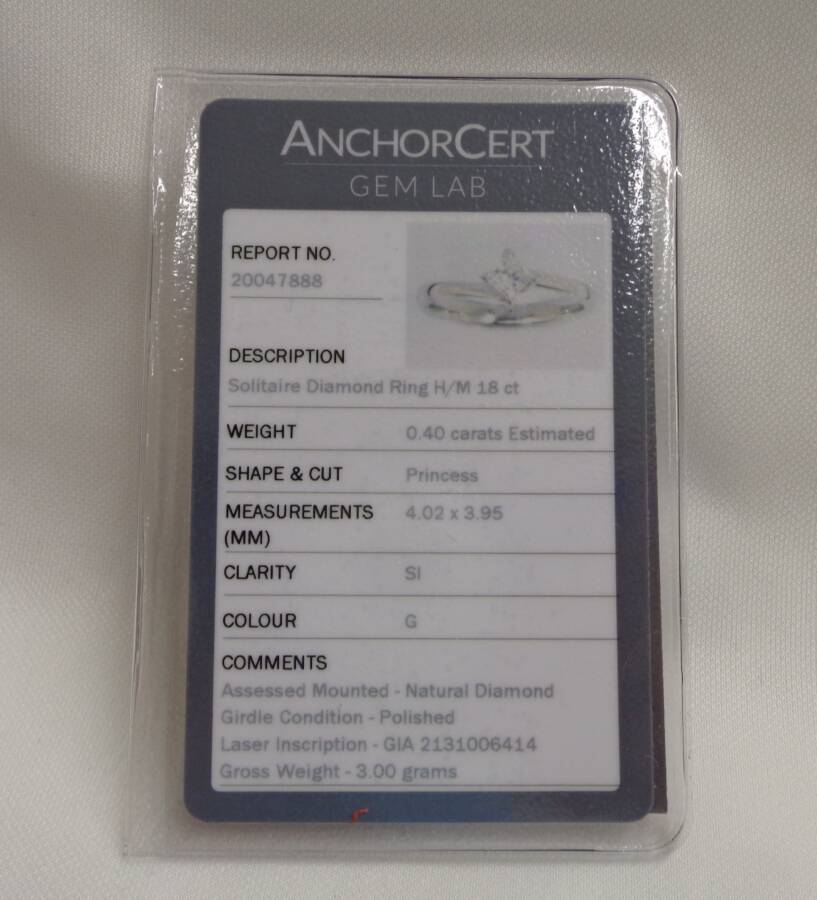 ANCHORCERT
GEM LAB
REPORT NO.
20047888
DESCRIPTION
Solitaire Diamond Ring H/M 18 ct
WEIGHT 0.40 carats Estimated
SHAPE & CUT Princess
MEASUREMENTS 4.02 x 3.95
(MM)
CLARITY SI
COLOUR G
COMMENTS
Assessed Mounted - Natural Diamond
Girdle Condition - Polished
Laser Inscription - GIA 2131006414
Gross Weight - 3.00 grams